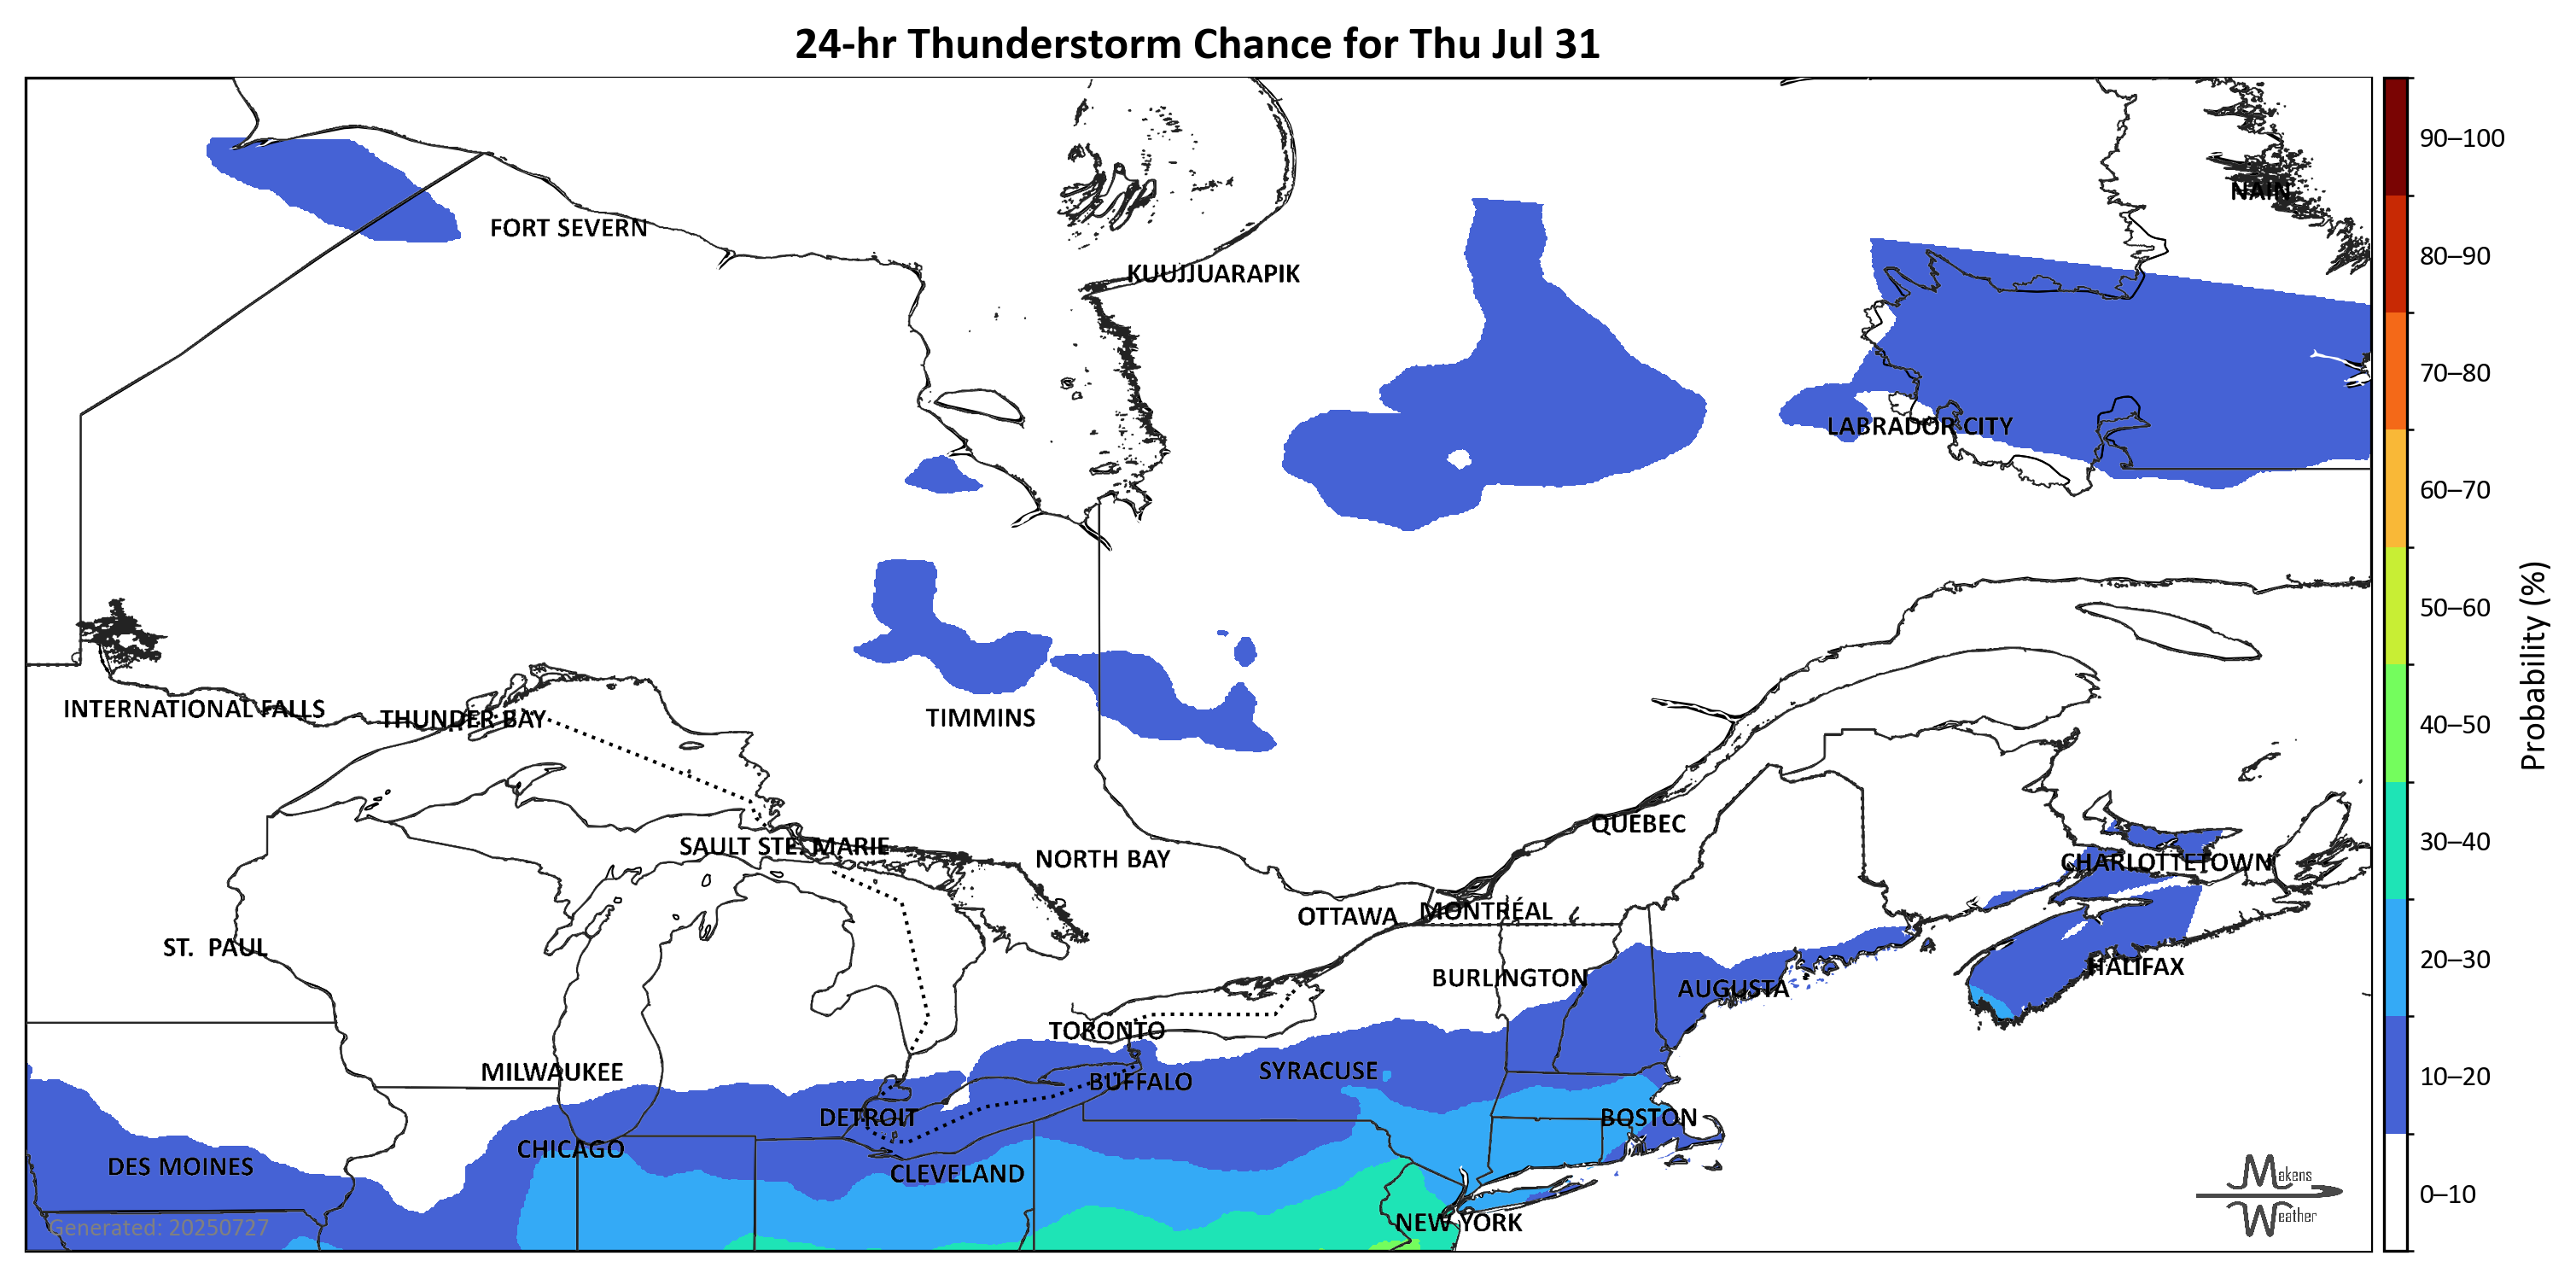 24-hr Thunderstorm Chance for Thu Jul 31
90–100
NAIN
FORT SEVERN
80–90
KUUJJUARAPIK
70–80
LABRADOR CITY
60–70
50–60
Probability (%)
INTERNATIONAL FALLS
THUNDER BAY
TIMMINS
40–50
QUEBEC
SAULT STE. MARIE
30–40
NORTH BAY
CHARLOTTETOWN
OTTAWA
MONTRÉAL
ST. PAUL
20–30
HALIFAX
BURLINGTON
AUGUSTA
TORONTO
MILWAUKEE
SYRACUSE
10–20
BUFFALO
DETROIT
BOSTON
CHICAGO
DES MOINES
CLEVELAND
Makens
Weather
0–10
NEW YORK
Generated: 20250727